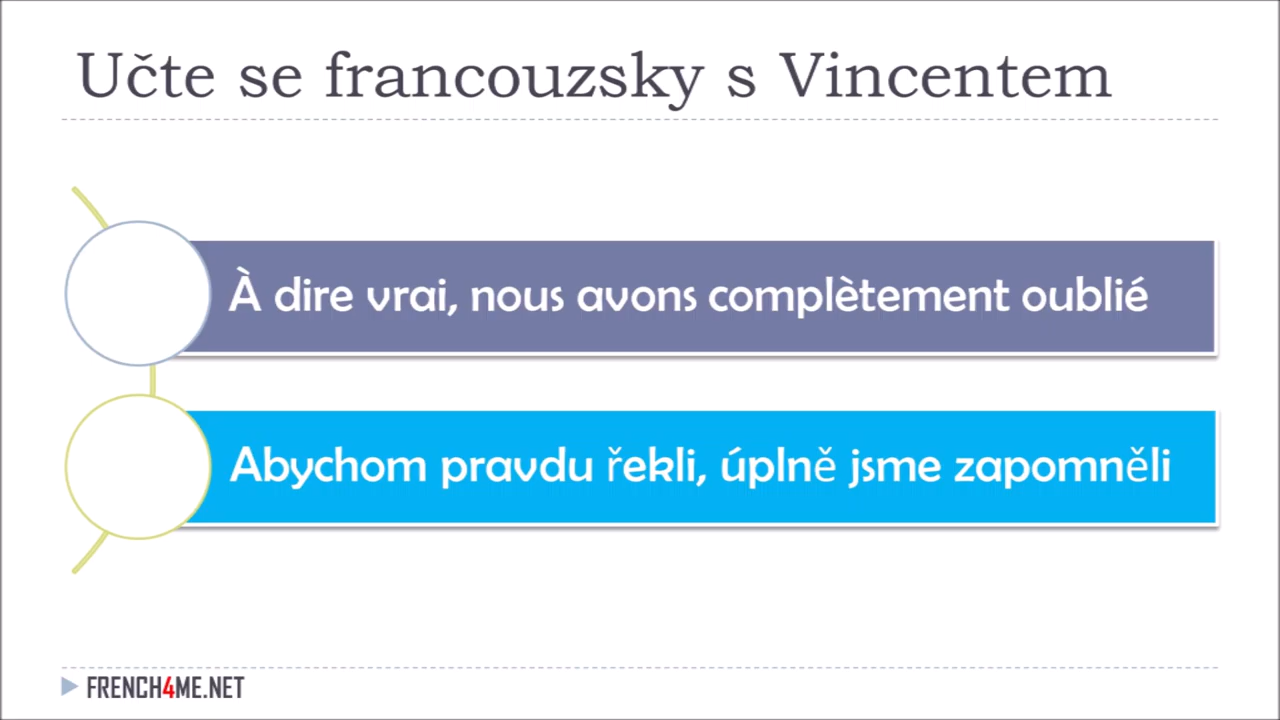 Učte se francouzsky s Vincentem
À dire vrai, nous avons complètement oublié
Abychom pravdu řekli, úplně jsme zapomněli
FRENCH4ME.NET